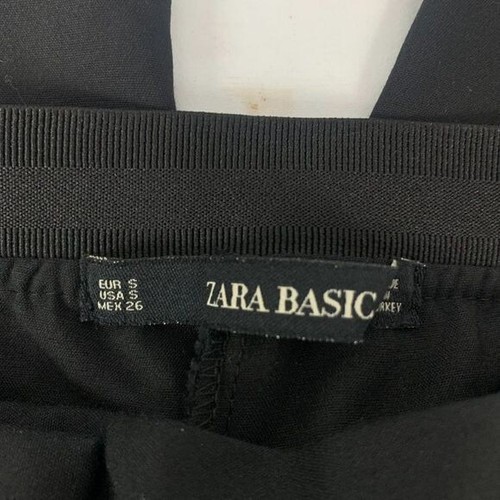 EUR S
USA S
MEX 26
ZARA BASIC